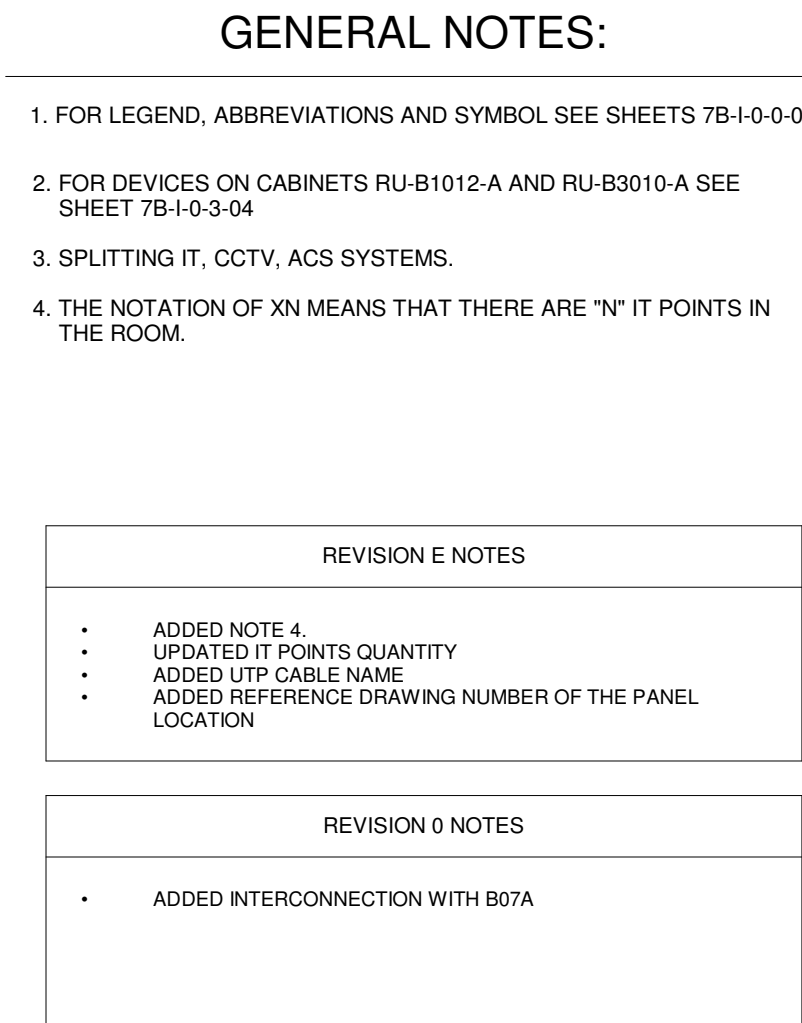 GENERAL NOTES:
1. FOR LEGEND, ABBREVIATIONS AND SYMBOL SEE SHEETS 7B-I-0-0-0
2. FOR DEVICES ON CABINETS RU-B1012-A AND RU-B3010-A SEE
SHEET 7B-I-0-3-04
3. SPLITTING IT, CCTV, ACS SYSTEMS.
4. THE NOTATION OF XN MEANS THAT THERE ARE "N" IT POINTS IN
THE ROOM.
REVISION E NOTES
• ADDED NOTE 4.
• UPDATED IT POINTS QUANTITY
• ADDED UTP CABLE NAME
• ADDED REFERENCE DRAWING NUMBER OF THE PANEL
LOCATION
REVISION 0 NOTES
• ADDED INTERCONNECTION WITH B07A